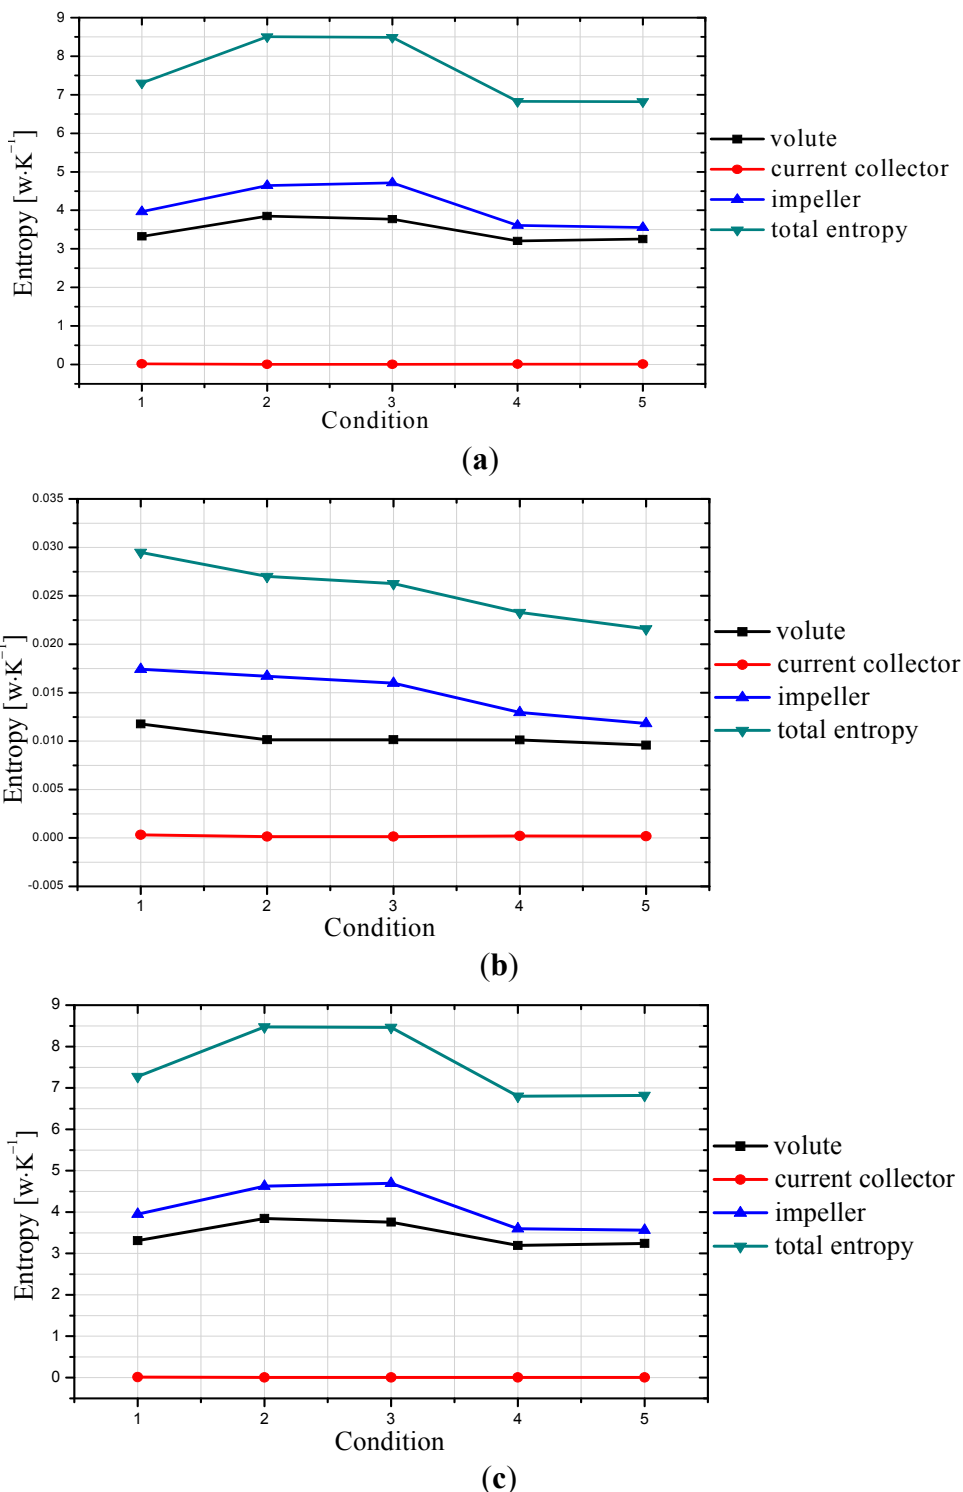 9
8
7
6
5
4
3
2
1
0
Entropy [w·K⁻¹]
1 2 3 4 5
Condition
volute
current collector
impeller
total entropy
(a)
0.035
0.030
0.025
0.020
0.015
0.010
0.005
0.000
-0.005
Entropy [w·K⁻¹]
1 2 3 4 5
Condition
volute
current collector
impeller
total entropy
(b)
9
8
7
6
5
4
3
2
1
0
Entropy [w·K⁻¹]
1 2 3 4 5
Condition
volute
current collector
impeller
total entropy
(c)